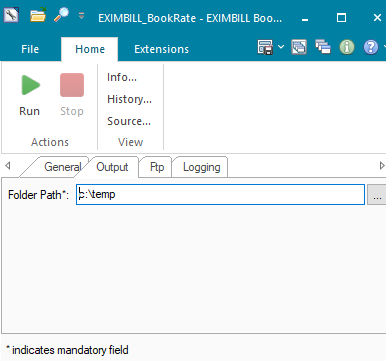 EXIMBILL_BookRate - EXIMBILL Boo...
File
Home
Extensions
Run
Stop
Info...
History...
Source...
Actions
View
General
Output
Ftp
Logging
Folder Path*:
c:\temp
...
* indicates mandatory field